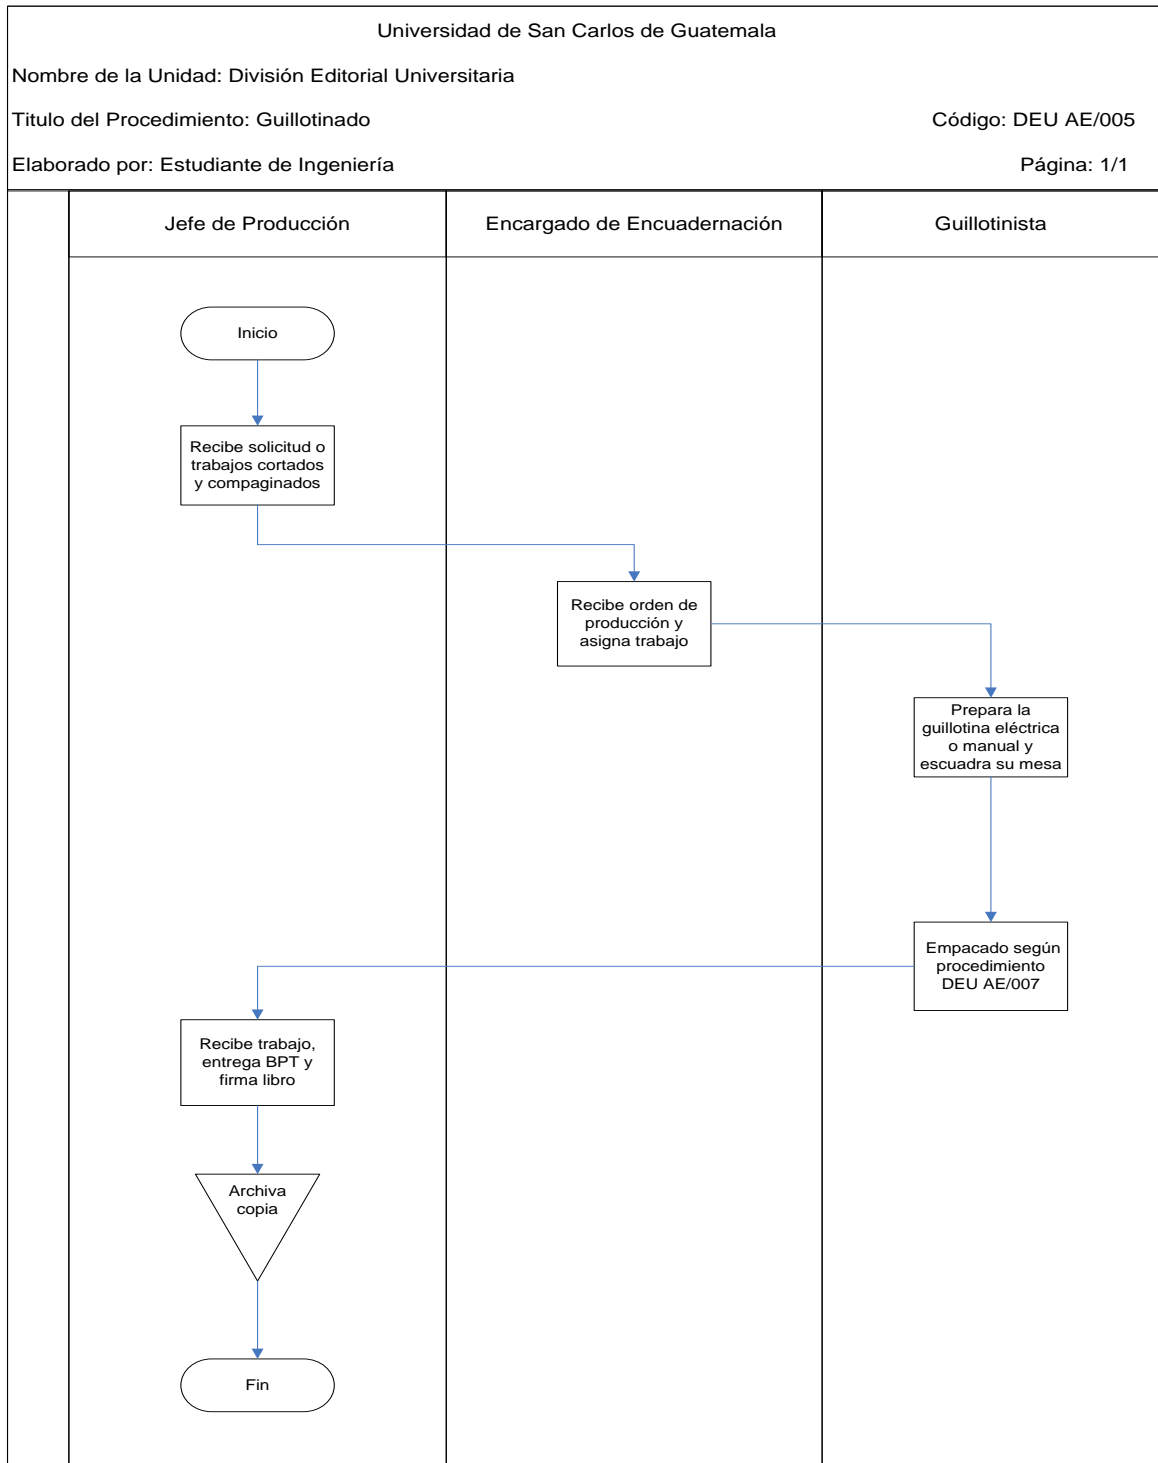 Universidad de San Carlos de Guatemala
Nombre de la Unidad: División Editorial Universitaria
Titulo del Procedimiento: Guillotinado
Código: DEU AE/005
Elaborado por: Estudiante de Ingeniería
Página: 1/1
Jefe de Producción
Encargado de Encuadernación
Guillotinista
Inicio
Recibe solicitud o
trabajos cortados
y compaginados
Recibe orden de
producción y
asigna trabajo
Prepara la
guillotina eléctrica
o manual y
escuadra su mesa
Empacado según
procedimiento
DEU AE/007
Recibe trabajo,
entrega BPT y
firma libro
Archiva
copia
Fin